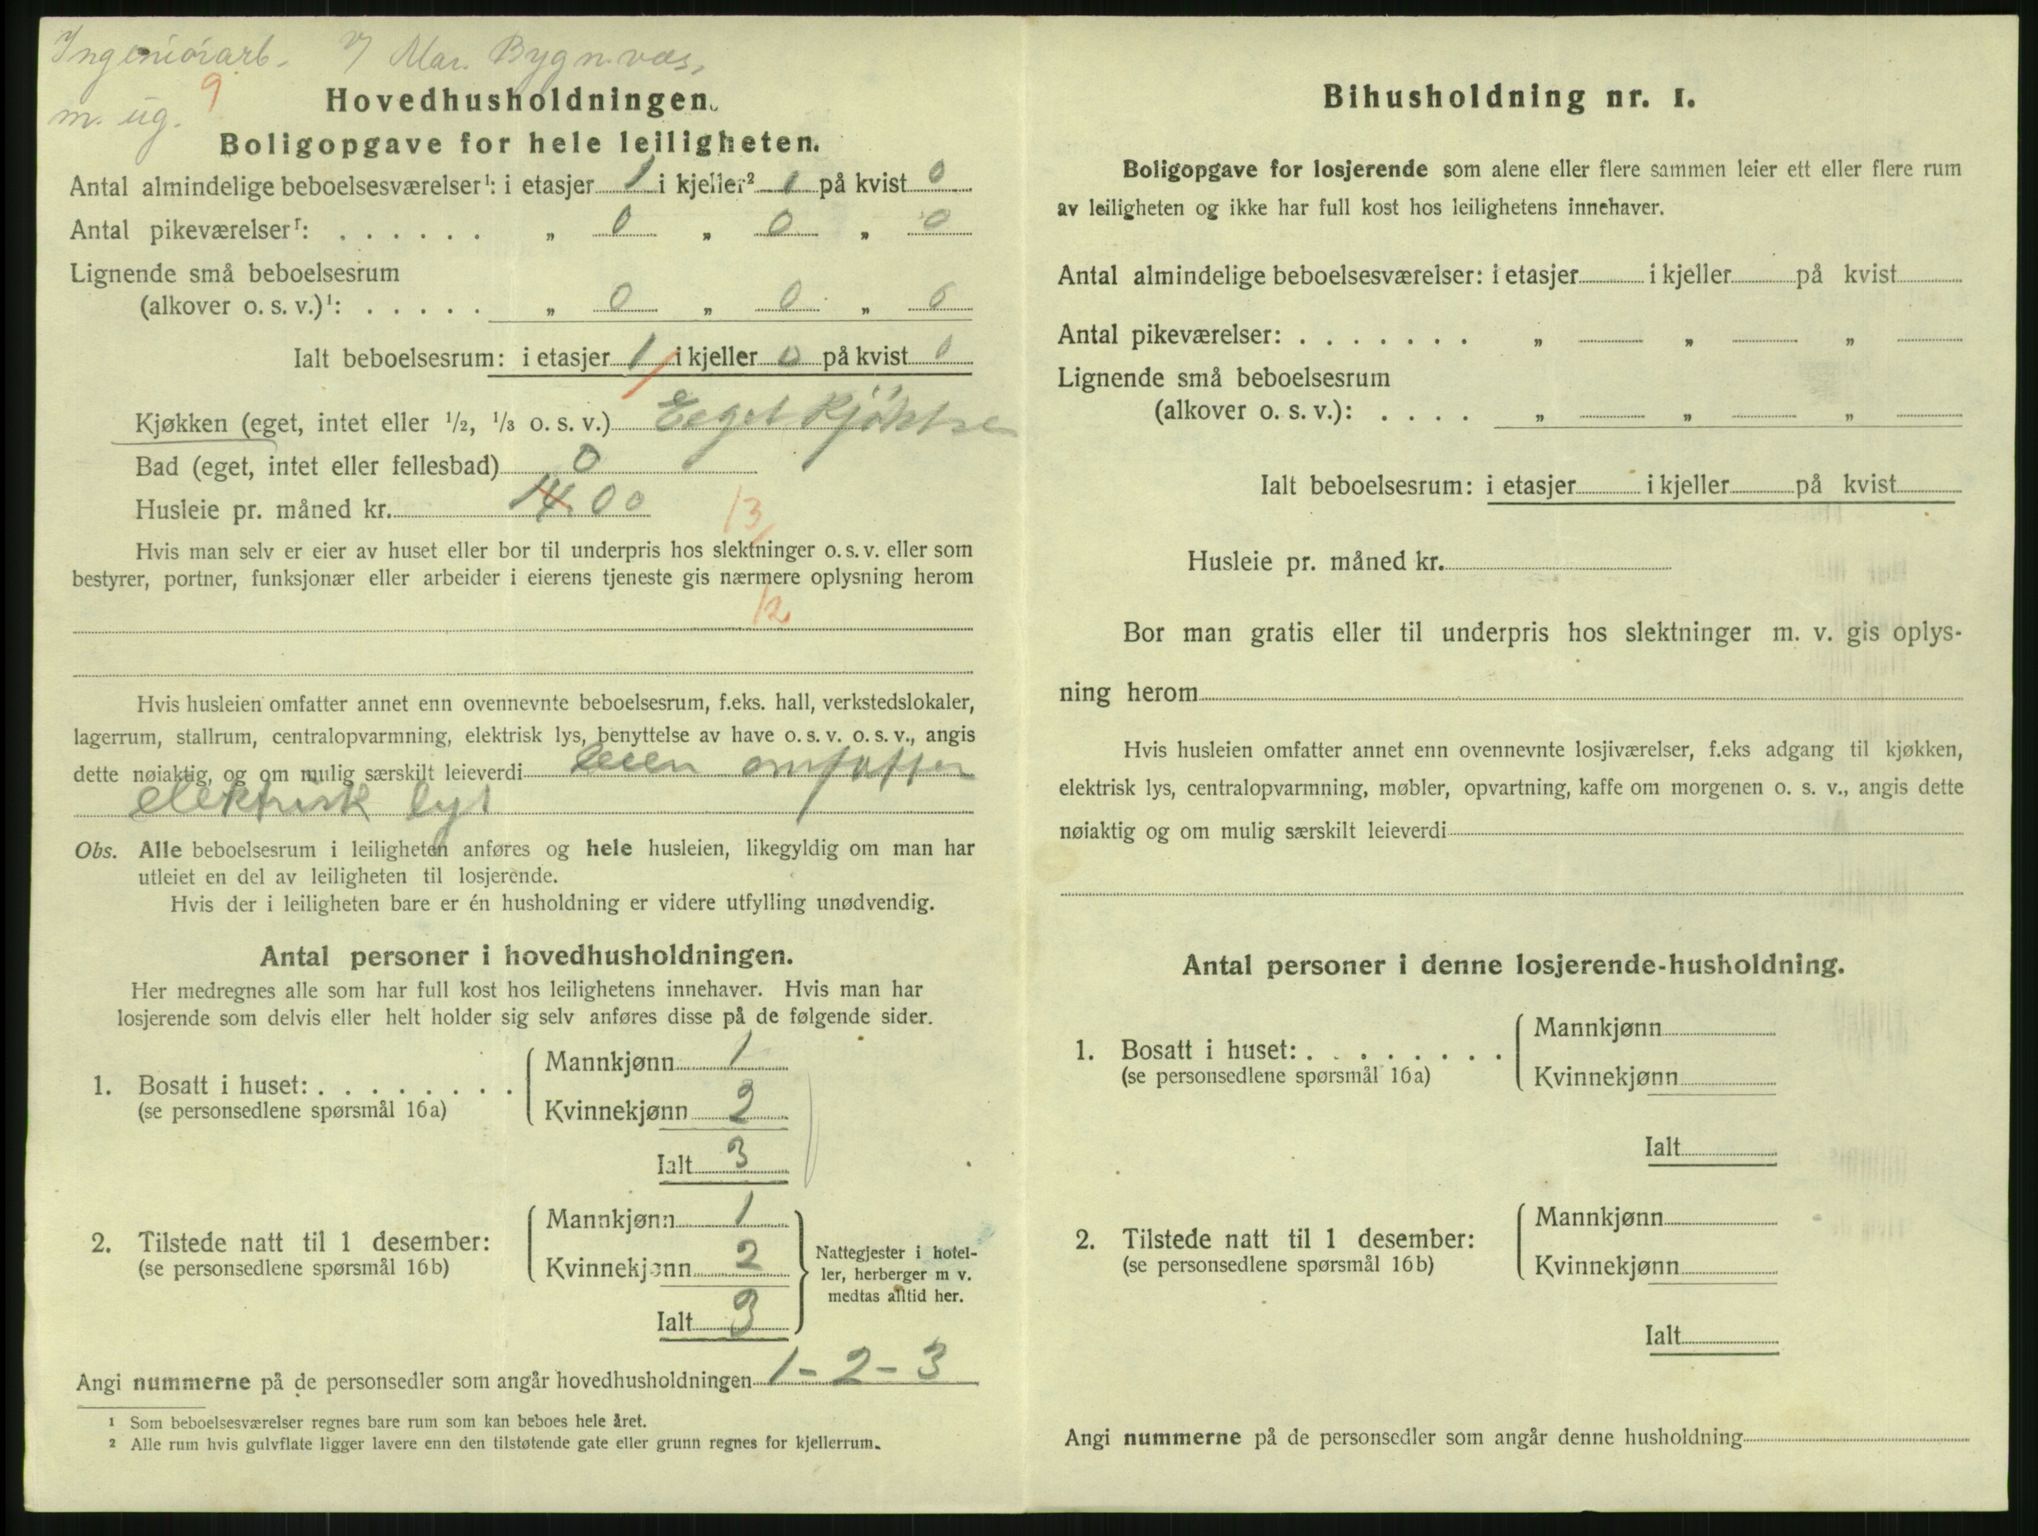 Ingeniörarb. v/ Mar. Bygn.væs,
9
m. ug.
Hovedhusholdningen.
Boligopgave for hele leiligheten.
Antal almindelige beboelsesværelser¹: i etasjer 1 i kjeller² 1 på kvist 0
Antal pikeværelser¹: . . . . . . „ 0 „ 0 „ 0
Lignende små beboelsesrum
(alkover o. s. v.)¹: . . . . . „ 0 „ 0 „ 0
Ialt beboelsesrum: i etasjer 1 i kjeller 0 på kvist 0
Kjøkken (eget, intet eller ½, ⅓ o. s. v.) Eeget kjökken
Bad (eget, intet eller fellesbad) 0
Husleie pr. måned kr. 14.00
13
Hvis man selv er eier av huset eller bor til underpris hos slektninger o. s. v. eller som
bestyrer, portner, funksjonær eller arbeider i eierens tjeneste gis nærmere oplysning herom
12
Hvis husleien omfatter annet enn ovennevnte beboelsesrum, f.eks. hall, verkstedslokaler,
lagerrum, stallrum, centralopvarmning, elektrisk lys, benyttelse av have o. s. v. o. s. v., angis
dette nøiaktig, og om mulig særskilt leieverdi leien omfatter
elektrisk lys
Obs. Alle beboelsesrum i leiligheten anføres og hele husleien, likegyldig om man har
utleiet en del av leiligheten til losjerende.
Hvis der i leiligheten bare er én husholdning er videre utfylling unødvendig.
Antal personer i hovedhusholdningen.
Her medregnes alle som har full kost hos leilighetens innehaver. Hvis man har
losjerende som delvis eller helt holder sig selv anføres disse på de følgende sider.
1. Bosatt i huset: . . . . . . . .
(se personsedlene spørsmål 16a)
Mannkjønn 1
Kvinnekjønn 2
Ialt 3
2. Tilstede natt til 1 desember:
(se personsedlene spørsmål 16b)
Mannkjønn 1
Kvinnekjønn 2
Ialt 3
Nattegjester i hotel-
ler, herberger m v.
medtas alltid her.
Angi nummerne på de personsedler som angår hovedhusholdningen 1 - 2 - 3
¹ Som beboelsesværelser regnes bare rum som kan beboes hele året.
² Alle rum hvis gulvflate ligger lavere enn den tilstøtende gate eller grunn regnes for kjellerrum.
Bihusholdning nr. 1.
Boligopgave for losjerende som alene eller flere sammen leier ett eller flere rum
av leiligheten og ikke har full kost hos leilighetens innehaver.
Antal almindelige beboelsesværelser: i etasjer i kjeller på kvist
Antal pikeværelser: . . . . . . . „ „ „
Lignende små beboelsesrum
(alkover o. s. v.): . . . . „ „ „
Ialt beboelsesrum: i etasjer i kjeller på kvist
Husleie pr. måned kr.
Bor man gratis eller til underpris hos slektninger m. v. gis oplys-
ning herom
Hvis husleien omfatter annet enn ovennevnte losjiværelser, f.eks adgang til kjøkken,
elektrisk lys, centralopvarmning, møbler, opvartning, kaffe om morgenen o. s. v., angis dette
nøiaktig og om mulig særskilt leieverdi
Antal personer i denne losjerende-husholdning.
1. Bosatt i huset: . . . . . . . .
(se personsedlene spørsmål 16a)
Mannkjønn
Kvinnekjønn
Ialt
2. Tilstede natt til 1 desember:
(se personsedlene spørsmål 16b)
Mannkjønn
Kvinnekjønn
Ialt
Angi nummerne på de personsedler som angår denne husholdning